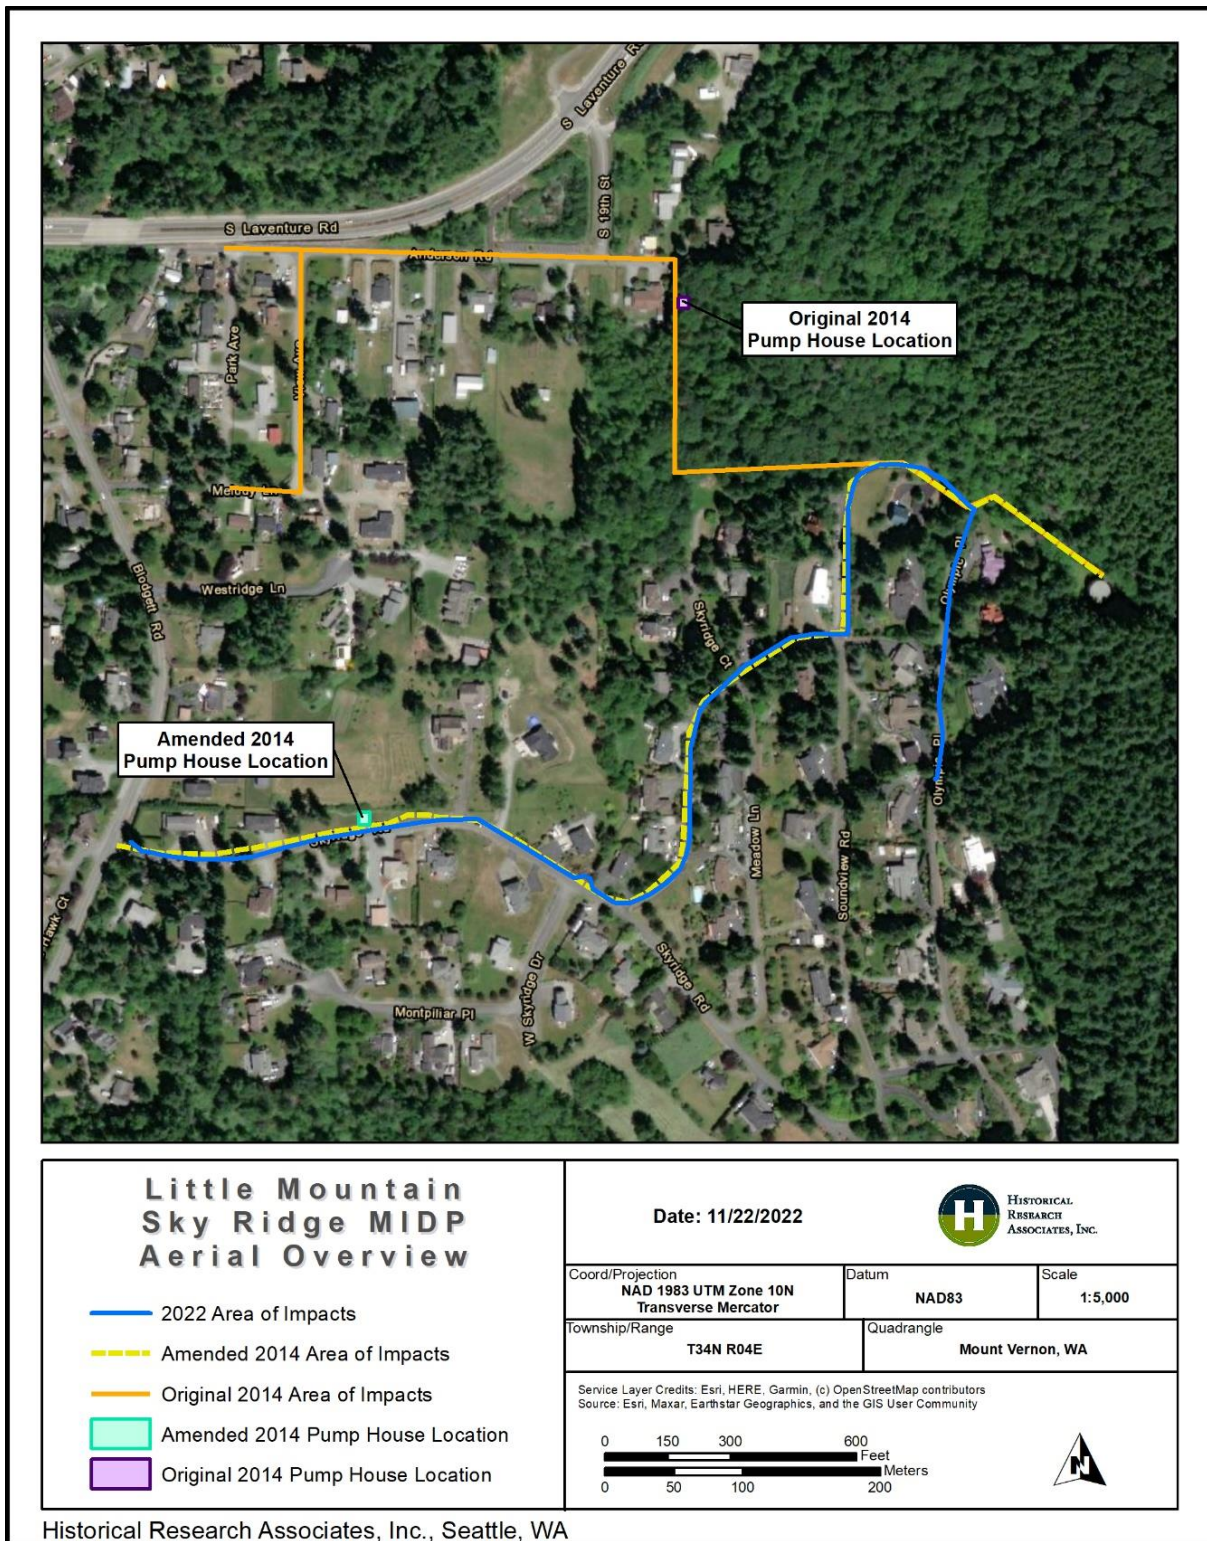 S Laventure Rd
S Laventure Rd
S 19th St
Anderson Rd
Original 2014
Pump House Location
Park Ave
Melody Ln
Blodgett Rd
Westridge Ln
Skyridge Ct
Olympic Pl
Amended 2014
Pump House Location
Olympic Pl
Skyridge Rd
Meadow Ln
Soundview Rd
Hawk Ct
W Skyridge Dr
Skyridge Rd
Montpiliar Pl
Little Mountain
Sky Ridge MIDP
Aerial Overview
2022 Area of Impacts
Amended 2014 Area of Impacts
Original 2014 Area of Impacts
Amended 2014 Pump House Location
Original 2014 Pump House Location
Date: 11/22/2022
H
HISTORICAL
RESEARCH
ASSOCIATES, INC.
Coord/Projection
NAD 1983 UTM Zone 10N
Transverse Mercator
Datum
NAD83
Scale
1:5,000
Township/Range
T34N R04E
Quadrangle
Mount Vernon, WA
Service Layer Credits: Esri, HERE, Garmin, (c) OpenStreetMap contributors
Source: Esri, Maxar, Earthstar Geographics, and the GIS User Community
0 150 300 600
Feet
Meters
0 50 100 200
N
Historical Research Associates, Inc., Seattle, WA